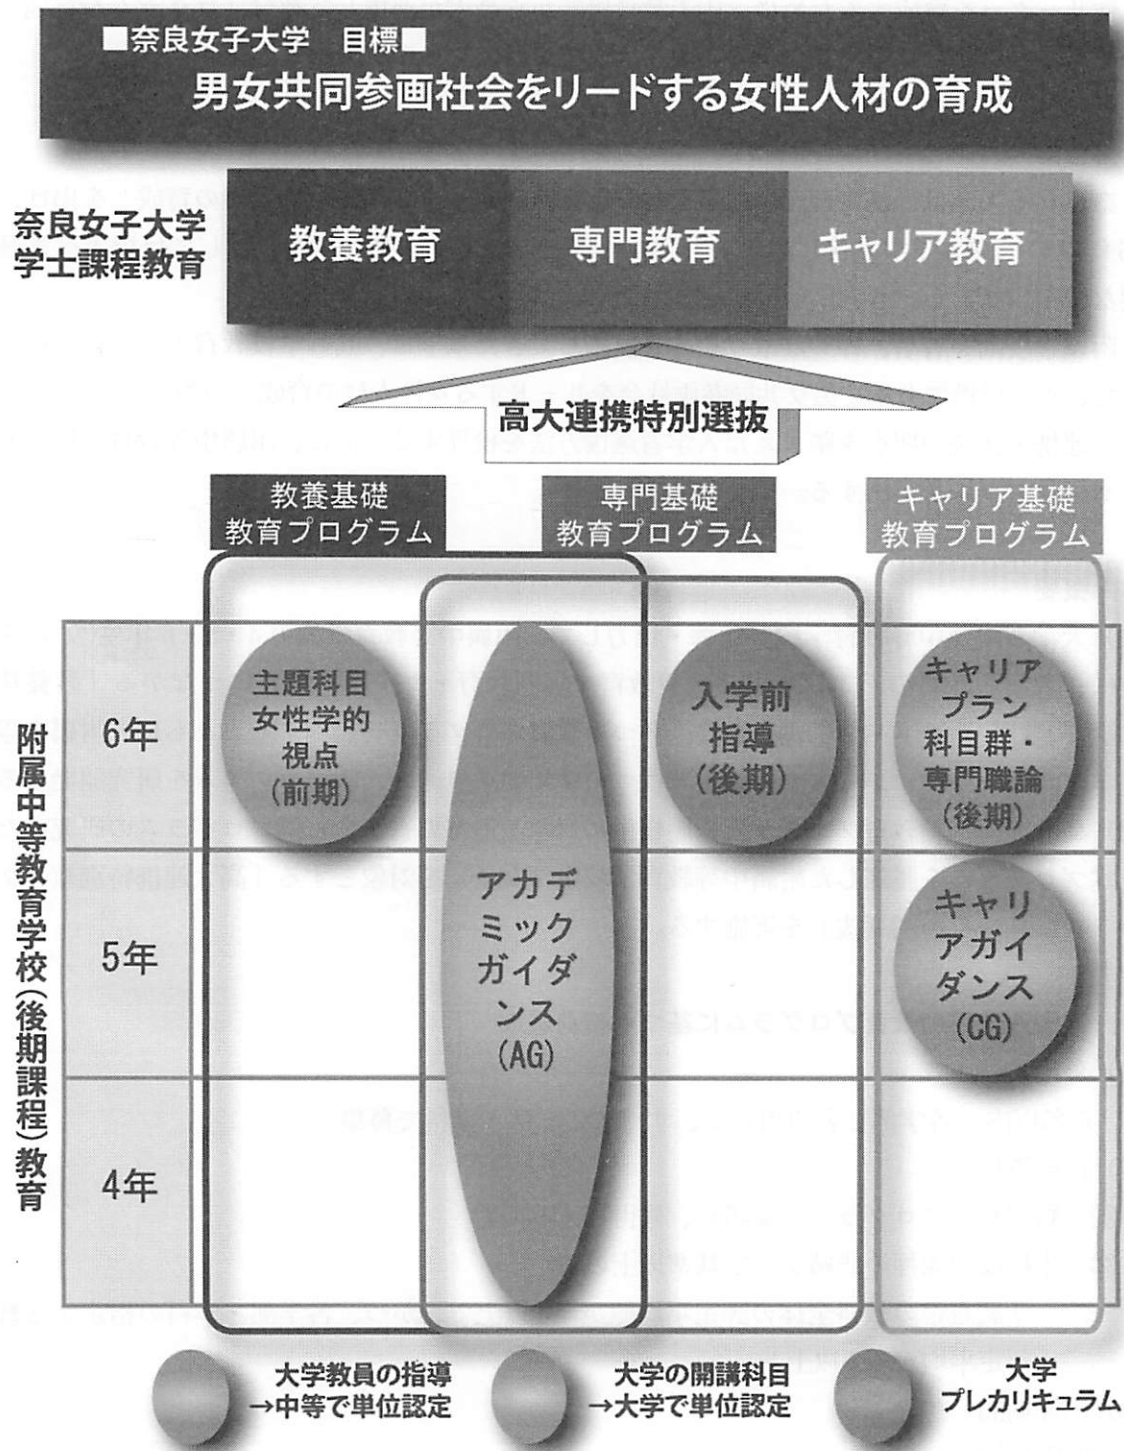 ■奈良女子大学　目標■
男女共同参画社会をリードする女性人材の育成
奈良女子大学
学士課程教育
教養教育
専門教育
キャリア教育
高大連携特別選抜
教養基礎
教育プログラム
専門基礎
教育プログラム
キャリア基礎
教育プログラム
附属中等教育学校(後期課程)教育
6年
5年
4年
主題科目
女性学的
視点
(前期)
アカデ
ミック
ガイダ
ンス
(AG)
入学前
指導
(後期)
キャリア
プラン
科目群・
専門職論
(後期)
キャリ
アガイ
ダンス
(CG)
大学教員の指導
→中等で単位認定
大学の開講科目
→大学で単位認定
大学
プレカリキュラム